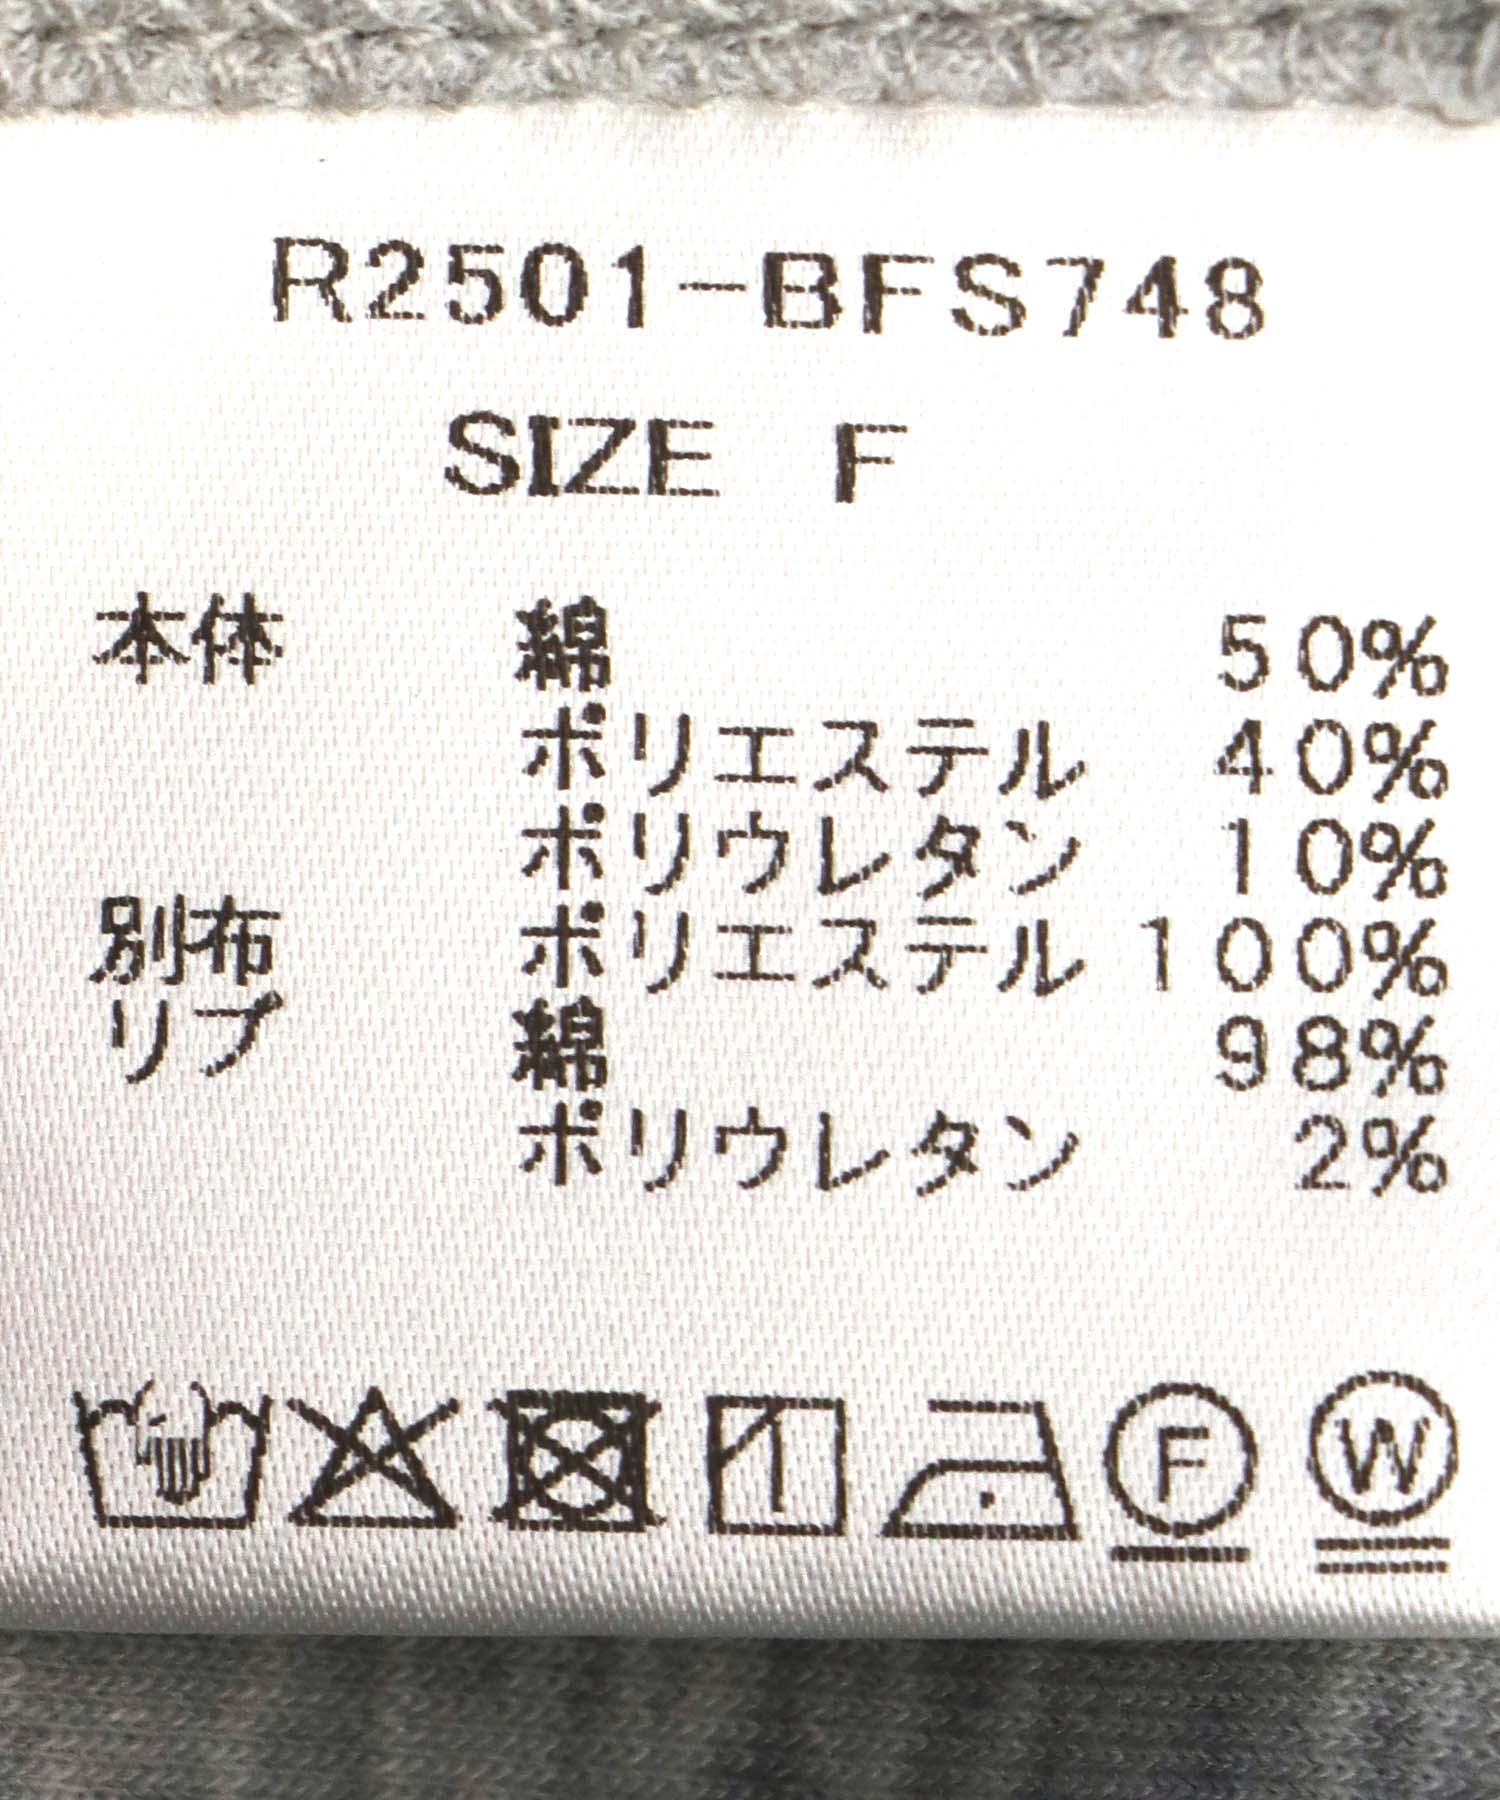 R2501-BFS748
SIZE F
本体 綿 50%
ポリエステル 40%
ポリウレタン 10%
別布 ポリエステル 100%
リブ 綿 98%
ポリウレタン 2%
F W